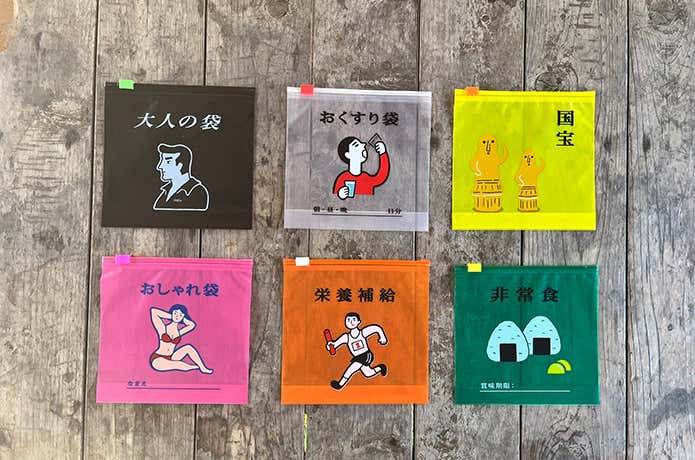 大人の袋
おくすり袋
朝・昼・晩 日分
国宝
おしゃれ袋
なまえ
栄養補給
非常食
賞味期限：